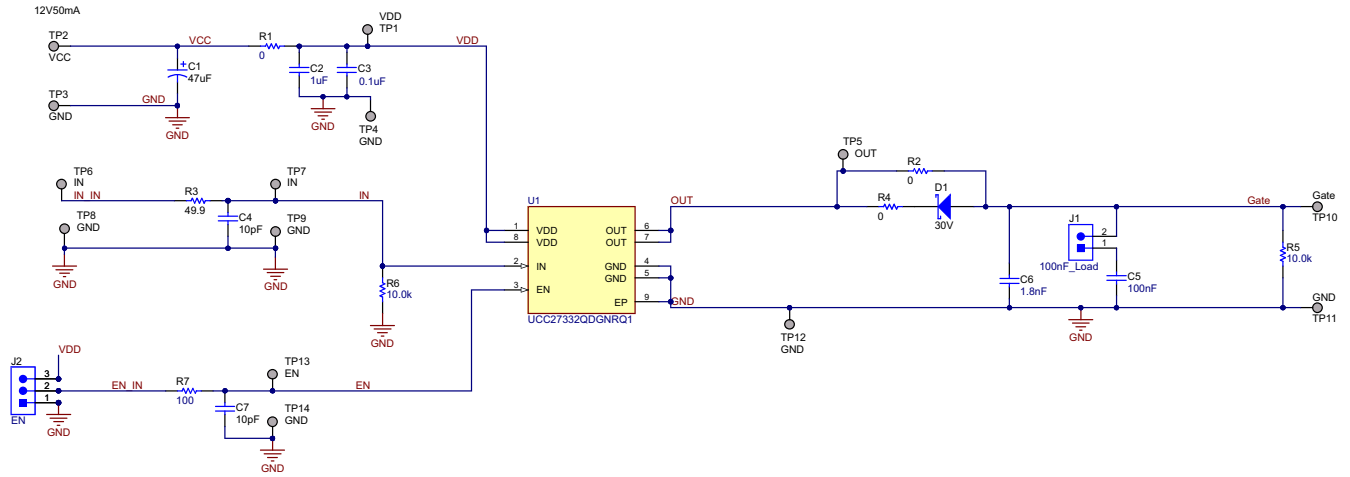 12V50mA
TP2
VCC
VCC
C1
47uF
TP3
GND
GND
GND
R1
0
C2
1uF
C3
0.1uF
VDD
TP1
VDD
GND
TP4
GND
TP6
IN
IN_IN
R3
49.9
TP7
IN
IN
TP8
GND
C4
10pF
TP9
GND
GND
GND
R6
10.0k
GND
J2
VDD
3
2
1
EN
GND
EN_IN
R7
100
TP13
EN
EN
C7
10pF
TP14
GND
GND
U1
1
VDD
8
VDD
2
IN
3
EN
OUT
6
OUT
7
GND
4
GND
5
EP
9
UCC27332QDGNRQ1
OUT
GND
TP5
OUT
R2
0
R4
0
D1
30V
TP12
GND
C6
1.8nF
J1
2
1
100nF_Load
C5
100nF
GND
Gate
R5
10.0k
Gate
TP10
GND
TP11